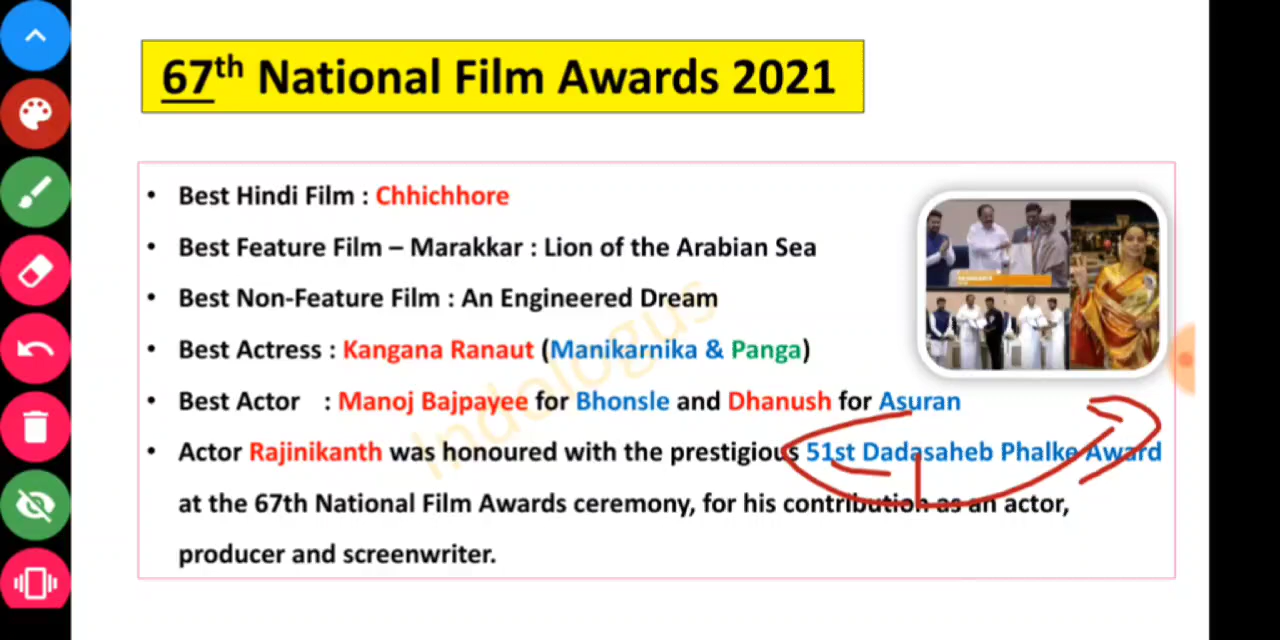 67th National Film Awards 2021
• Best Hindi Film : Chhichhore
• Best Feature Film – Marakkar : Lion of the Arabian Sea
• Best Non-Feature Film : An Engineered Dream
• Best Actress : Kangana Ranaut (Manikarnika & Panga)
• Best Actor : Manoj Bajpayee for Bhonsle and Dhanush for Asuran
• Actor Rajinikanth was honoured with the prestigious 51st Dadasaheb Phalke Award
at the 67th National Film Awards ceremony, for his contribution as an actor,
producer and screenwriter.
Indologus